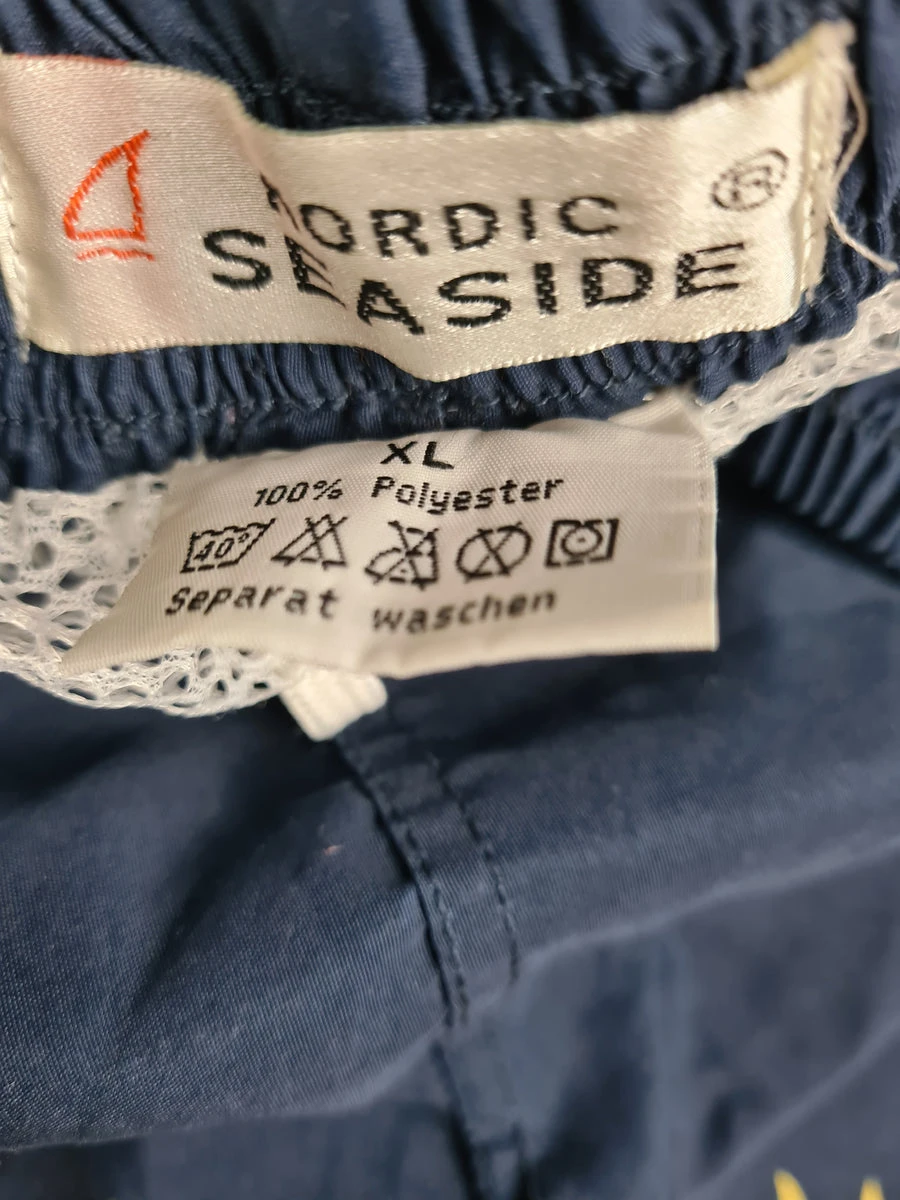 NORDIC ®
SEASIDE
XL
100% Polyester
40°
Separat waschen